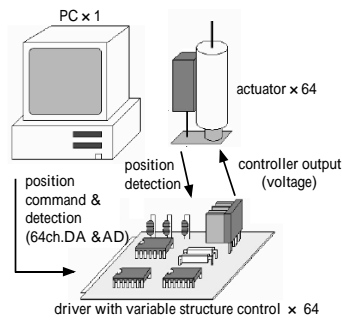 PC × 1
actuator × 64
position
detection
controller output
(voltage)
position
command &
detection
(64ch.DA & AD)
driver with variable structure control × 64